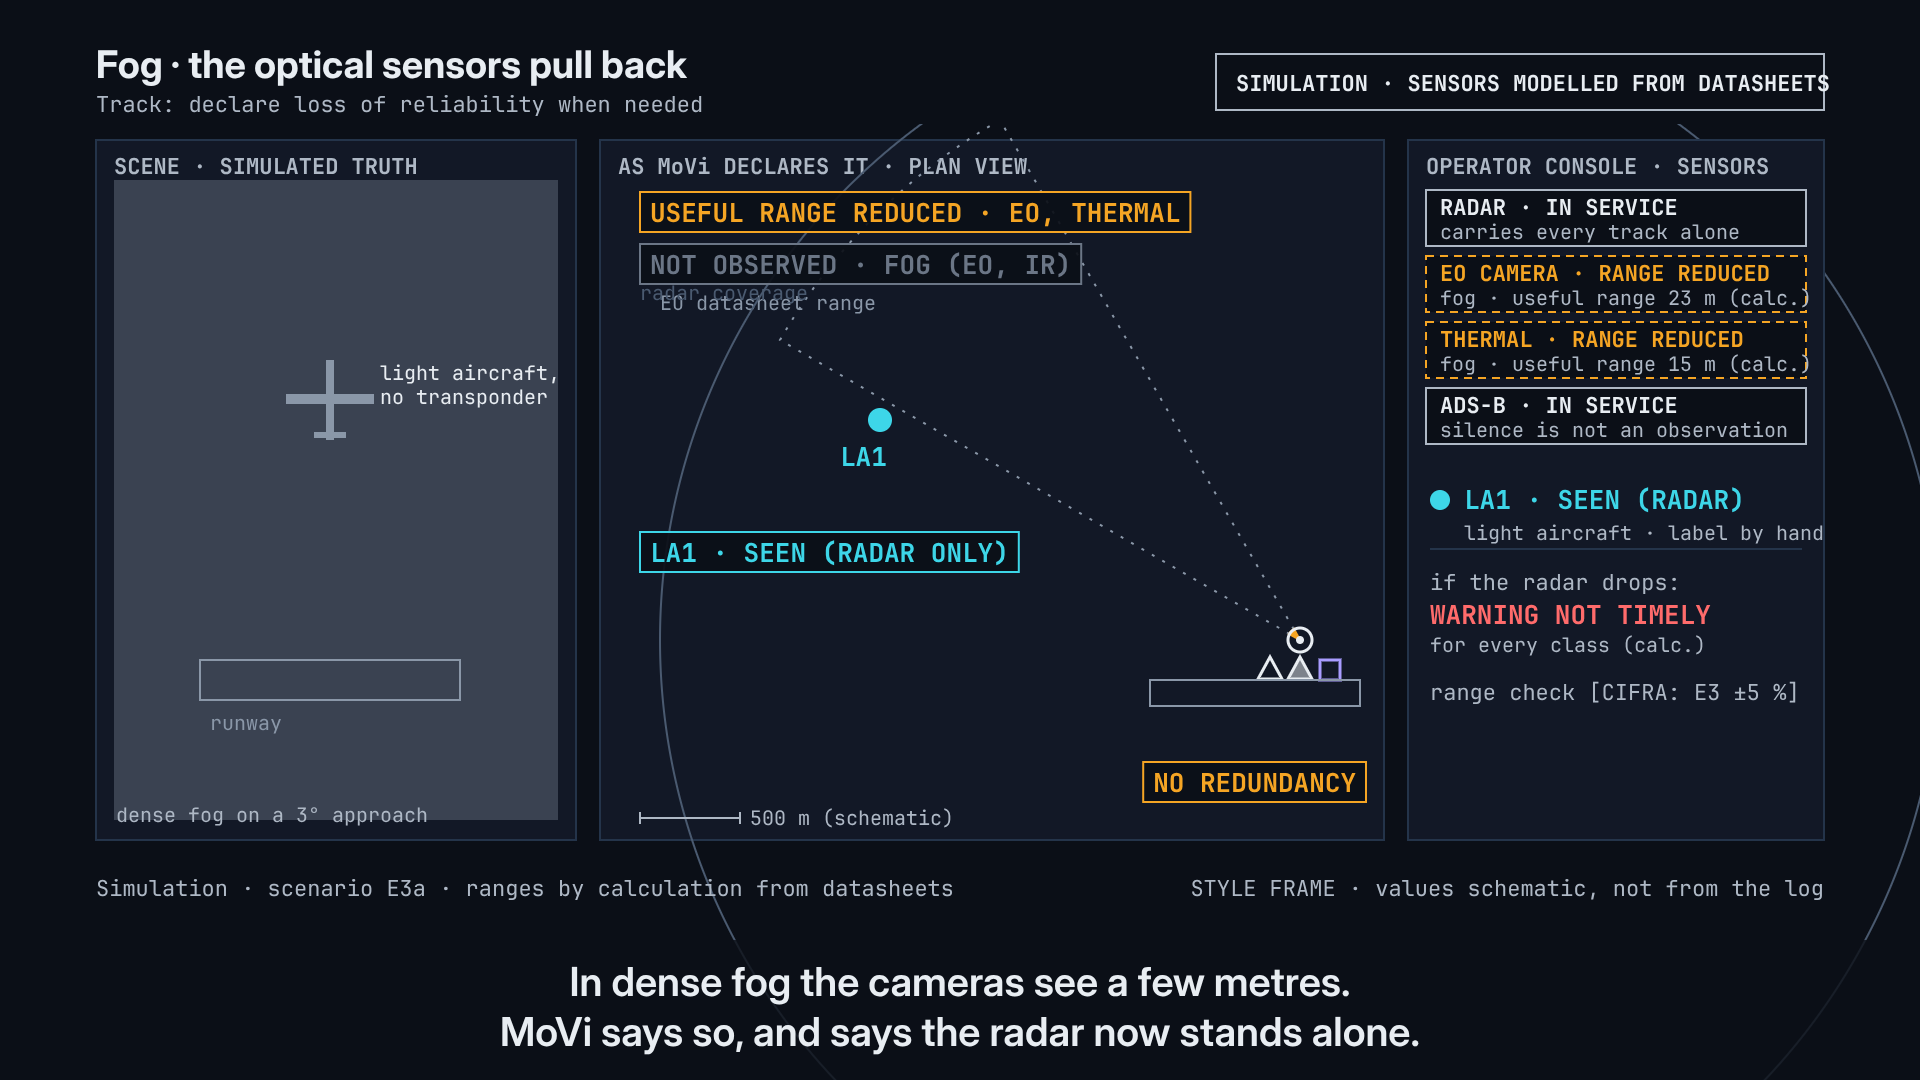 Fog · the optical sensors pull back
Track: declare loss of reliability when needed
SIMULATION · SENSORS MODELLED FROM DATASHEETS
SCENE · SIMULATED TRUTH
light aircraft,
no transponder
runway
dense fog on a 3° approach
AS MoVi DECLARES IT · PLAN VIEW
USEFUL RANGE REDUCED · EO, THERMAL
NOT OBSERVED · FOG (EO, IR)
radar coverage
EO datasheet range
LA1
LA1 · SEEN (RADAR ONLY)
NO REDUNDANCY
500 m (schematic)
OPERATOR CONSOLE · SENSORS
RADAR · IN SERVICE
carries every track alone
EO CAMERA · RANGE REDUCED
fog · useful range 23 m (calc.)
THERMAL · RANGE REDUCED
fog · useful range 15 m (calc.)
ADS-B · IN SERVICE
silence is not an observation
LA1 · SEEN (RADAR)
light aircraft · label by hand
if the radar drops:
WARNING NOT TIMELY
for every class (calc.)
range check [CIFRA: E3 ±5 %]
Simulation · scenario E3a · ranges by calculation from datasheets
STYLE FRAME · values schematic, not from the log
In dense fog the cameras see a few metres.
MoVi says so, and says the radar now stands alone.